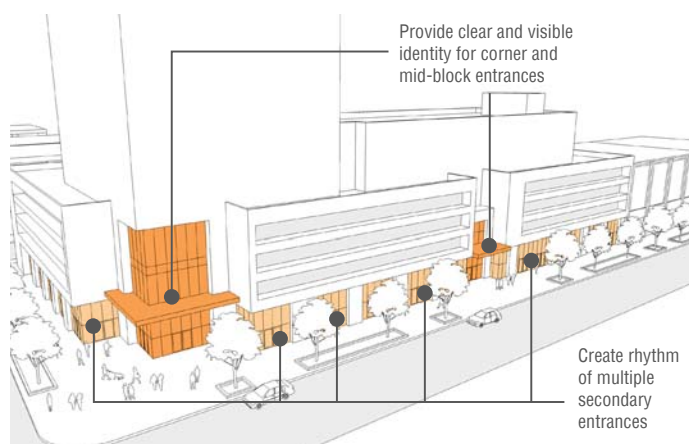 Provide clear and visible
identity for corner and
mid-block entrances
Create rhythm
of multiple
secondary
entrances